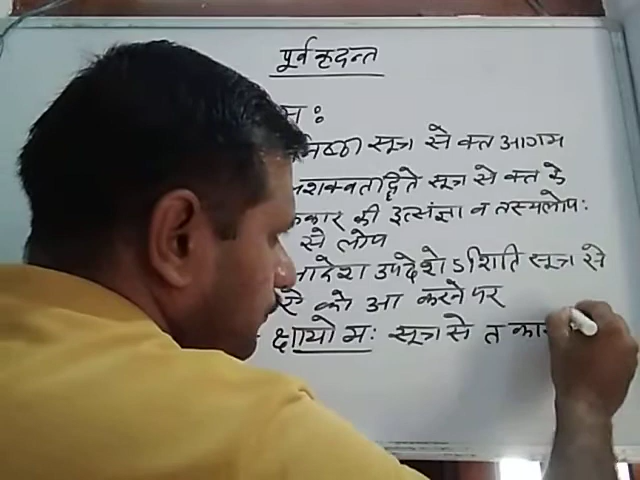 पूर्वकृदन्त
मः
निष्ठा सूत्र से क्त आगम
लशक्वतद्धिते सूत्र से क्त के
ककार की इत्संज्ञा व तस्यलोपः
से लोप
आदेश उपदेशेऽशिति सूत्र से
ऐ को आ करने पर
क्षायो मः सूत्र से त का